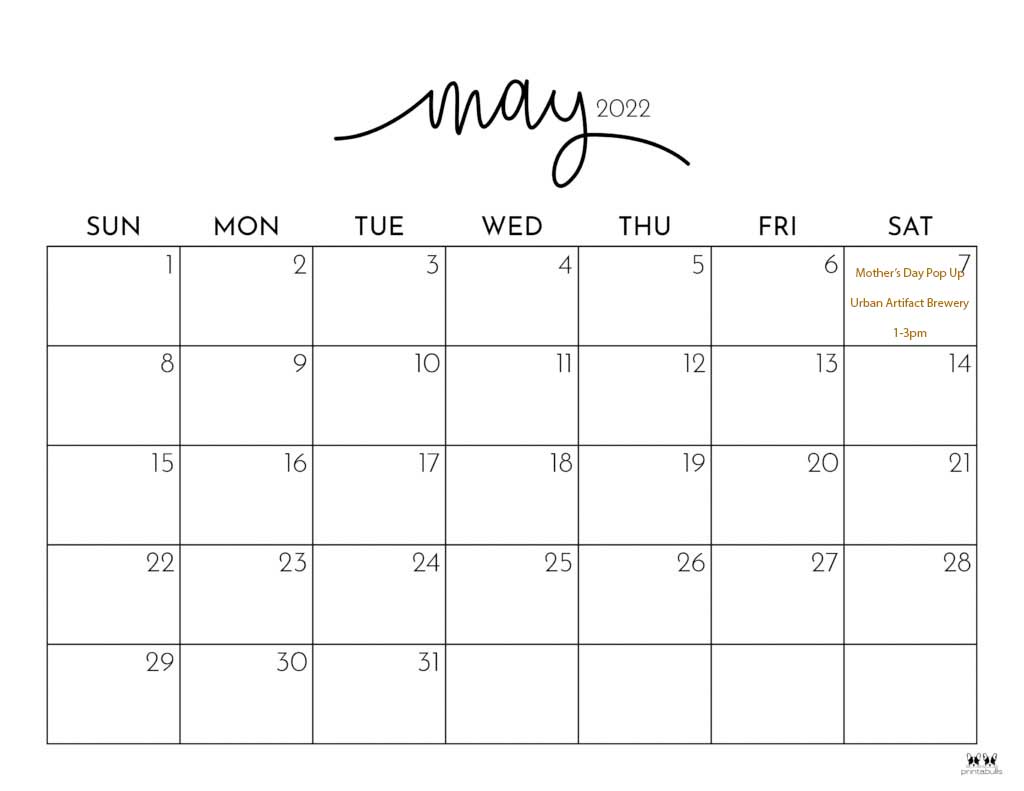 may 2022
SUN MON TUE WED THU FRI SAT
1 2 3 4 5 6 7
Mother's Day Pop Up
Urban Artifact Brewery
1-3pm
8 9 10 11 12 13 14
15 16 17 18 19 20 21
22 23 24 25 26 27 28
29 30 31
printabulls